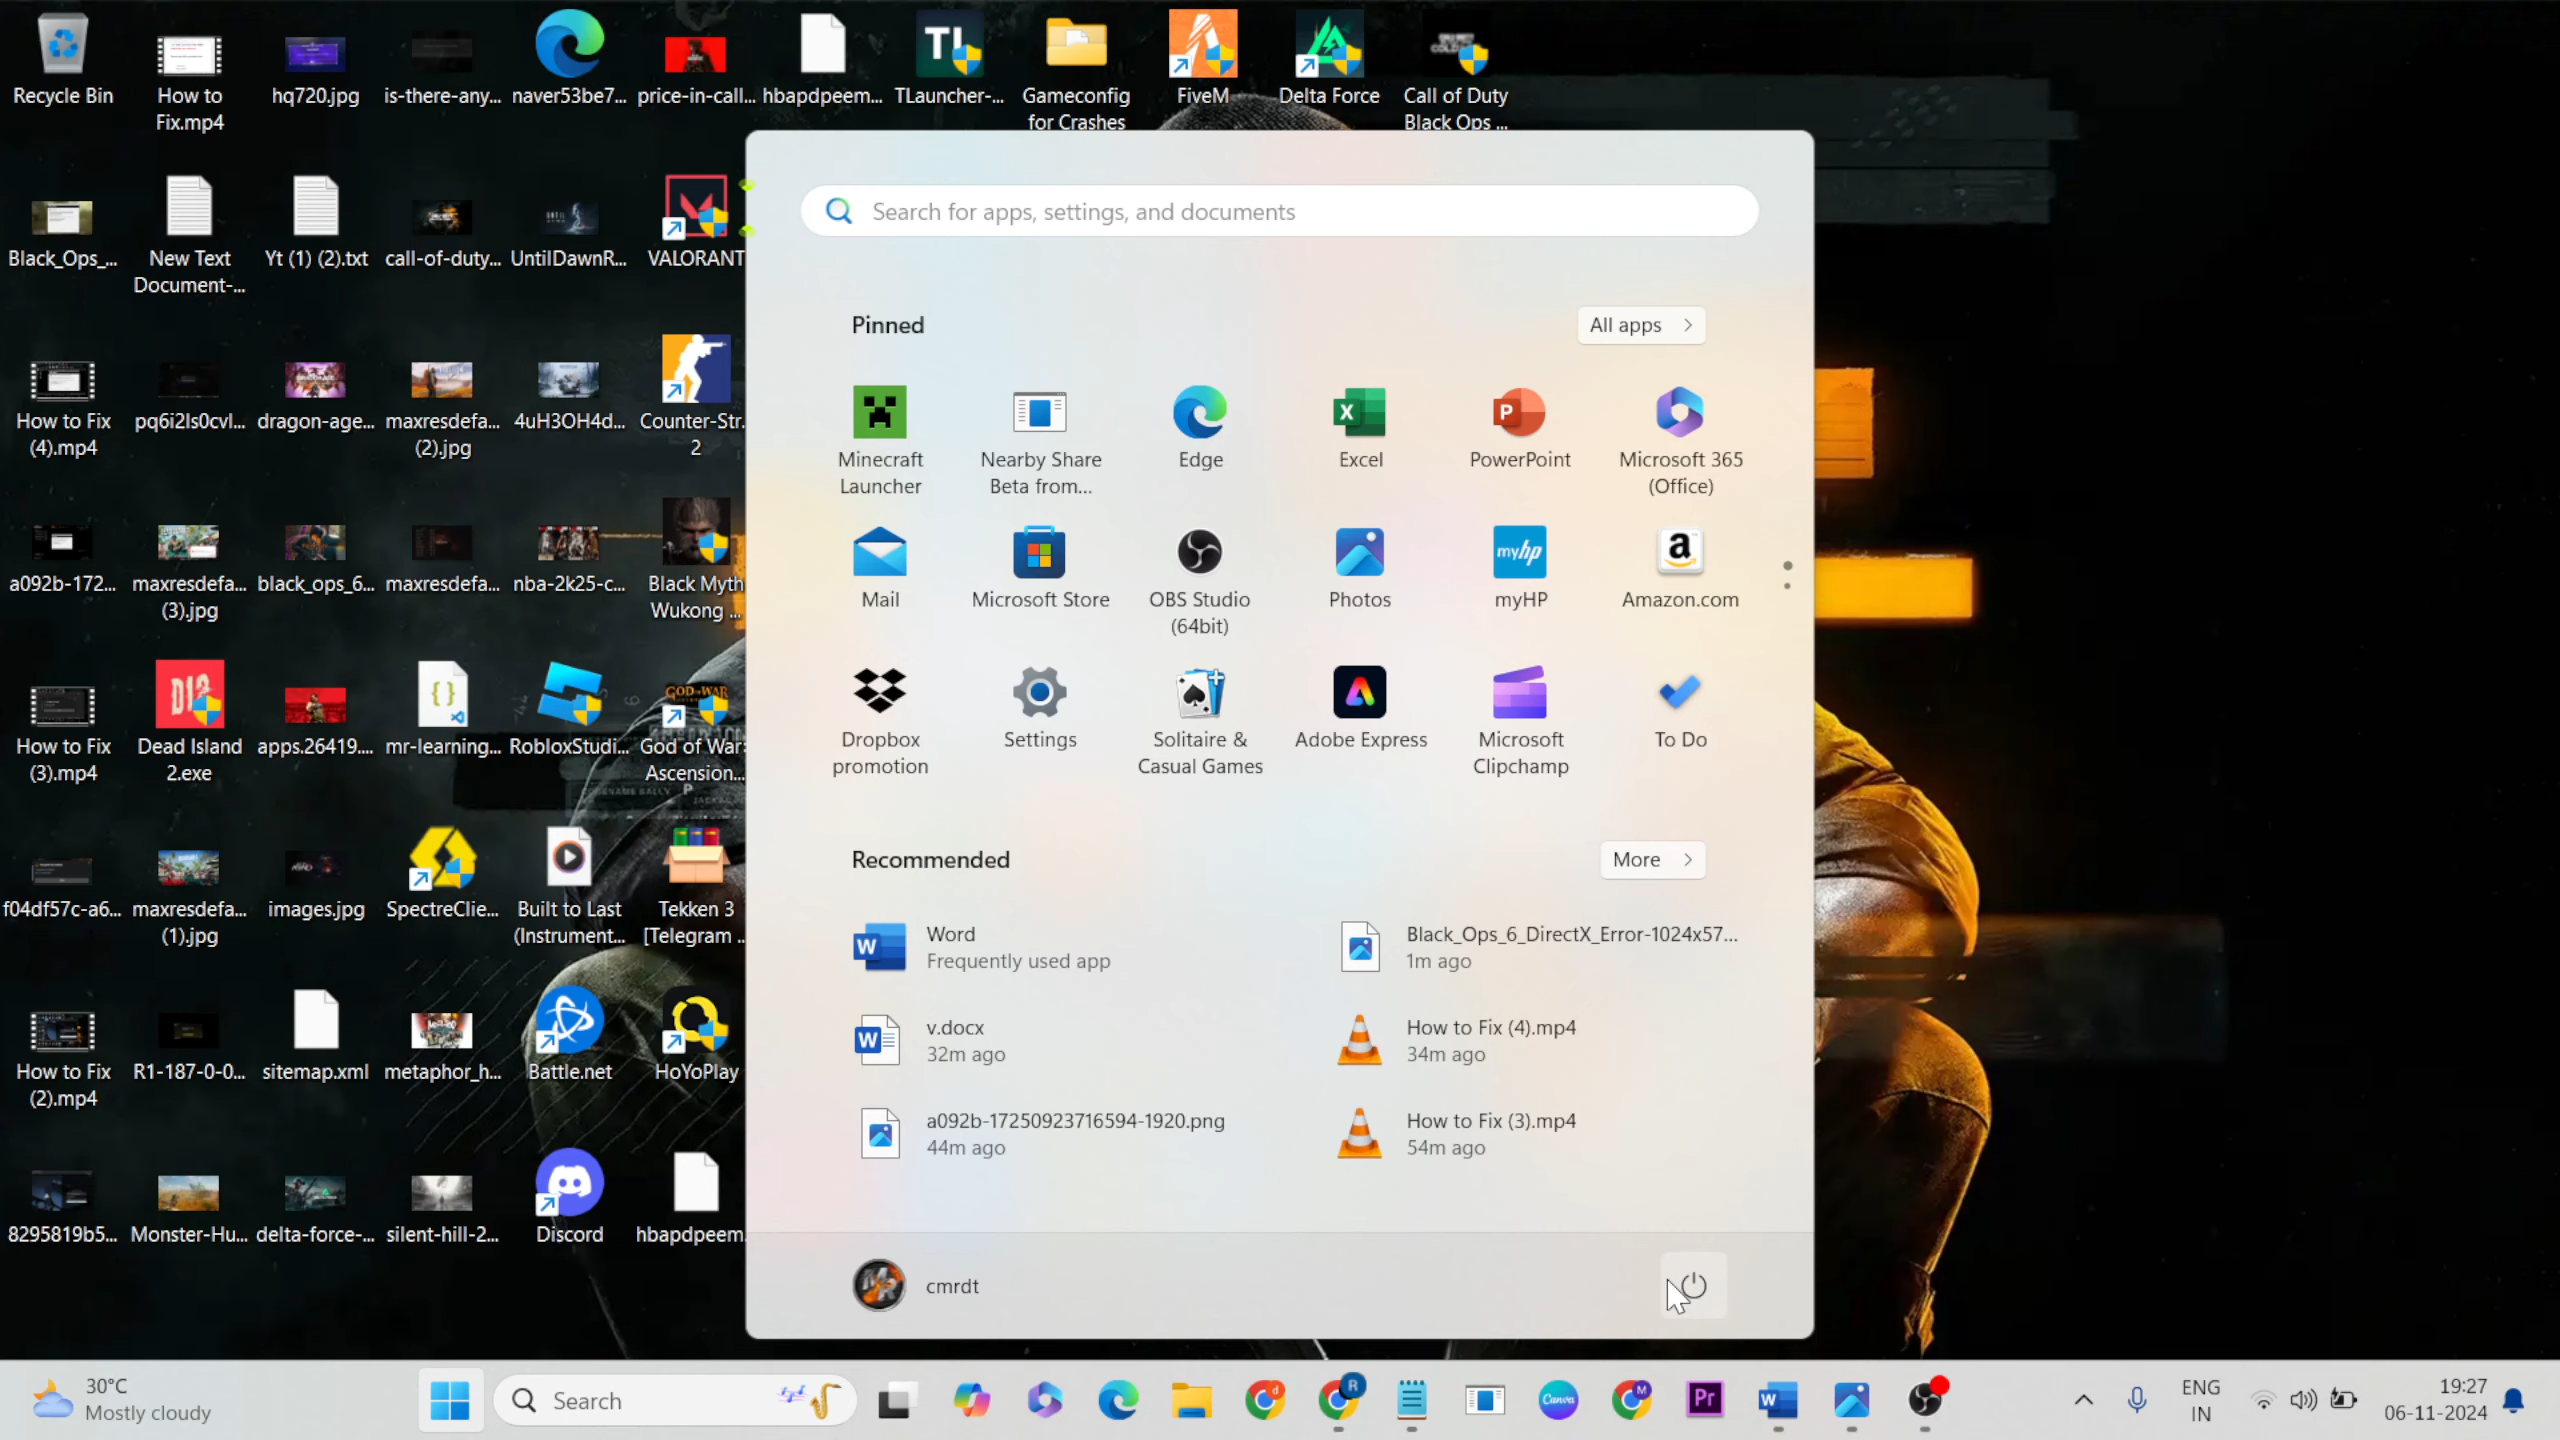 Recycle Bin
How to
Fix.mp4
hq720.jpg
is-there-any...
naver53be7...
price-in-call...
hbapdpeem...
TLauncher-...
Gameconfig
for Crashes
FiveM
Delta Force
Call of Duty
Black Ops ...
Black_Ops_...
New Text
Document-...
Yt (1) (2).txt
call-of-duty...
UntilDawnR...
VALORANT
How to Fix
(4).mp4
pq6i2ls0cvl...
dragon-age...
maxresdefa...
(2).jpg
4uH3OH4d...
Counter-Str.
2
a092b-172...
maxresdefa...
(3).jpg
black_ops_6...
maxresdefa...
nba-2k25-c...
Black Myth
Wukong ...
How to Fix
(3).mp4
Dead Island
2.exe
apps.26419....
mr-learning...
RobloxStudi...
God of War:
Ascension...
f04df57c-a6...
maxresdefa...
(1).jpg
images.jpg
SpectreClie...
Built to Last
(Instrument...
Tekken 3
[Telegram ..
How to Fix
(2).mp4
R1-187-0-0...
sitemap.xml
metaphor_h...
Battle.net
HoYoPlay
8295819b5...
Monster-Hu...
delta-force-...
silent-hill-2...
Discord
hbapdpeem.
Search for apps, settings, and documents
Pinned
All apps
Minecraft
Launcher
Nearby Share
Beta from...
Edge
Excel
PowerPoint
Microsoft 365
(Office)
Mail
Microsoft Store
OBS Studio
(64bit)
Photos
myhp
myHP
Amazon.com
Dropbox
promotion
Settings
Solitaire &
Casual Games
Adobe Express
Microsoft
Clipchamp
To Do
Recommended
More
Word
Frequently used app
Black_Ops_6_DirectX_Error-1024x57...
1m ago
v.docx
32m ago
How to Fix (4).mp4
34m ago
a092b-17250923716594-1920.png
44m ago
How to Fix (3).mp4
54m ago
cmrdt
30°C
Mostly cloudy
Search
Canva
Pr
ENG
IN
19:27
06-11-2024